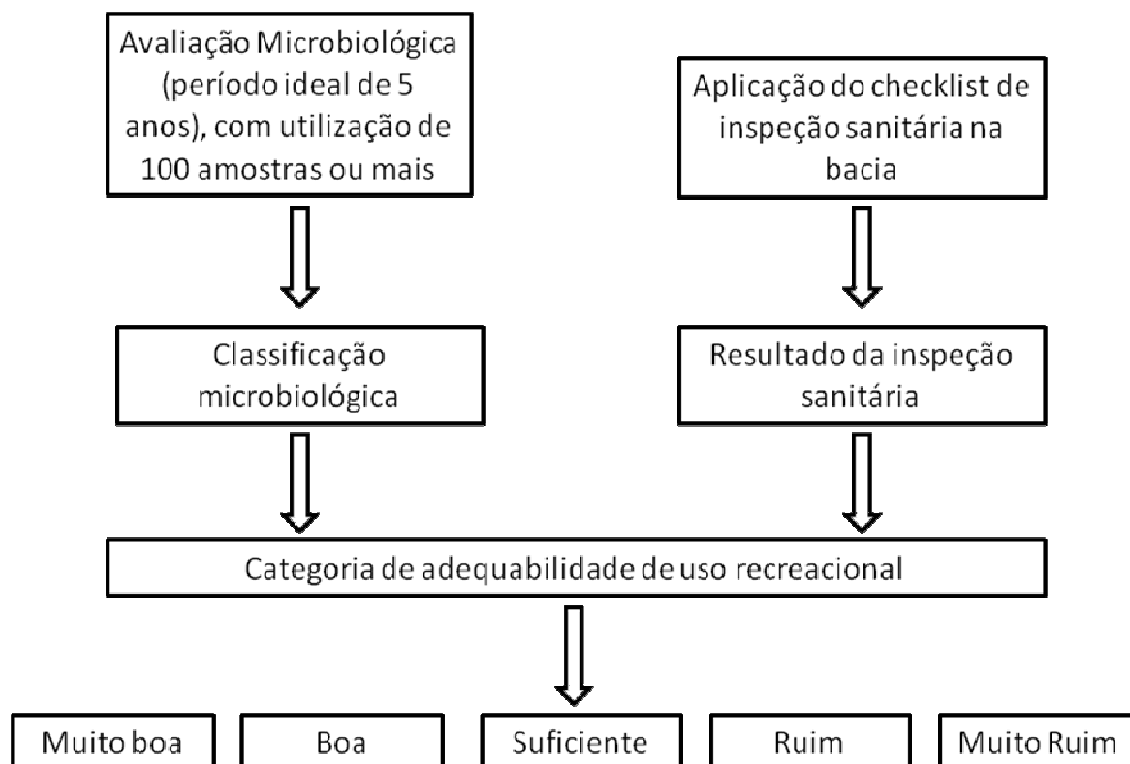 Avaliação Microbiológica
(período ideal de 5
anos), com utilização de
100 amostras ou mais
Aplicação do checklist de
inspeção sanitária na
bacia
Classificação
microbiológica
Resultado da inspeção
sanitária
Categoria de adequabilidade de uso recreacional
Muito boa
Boa
Suficiente
Ruim
Muito Ruim